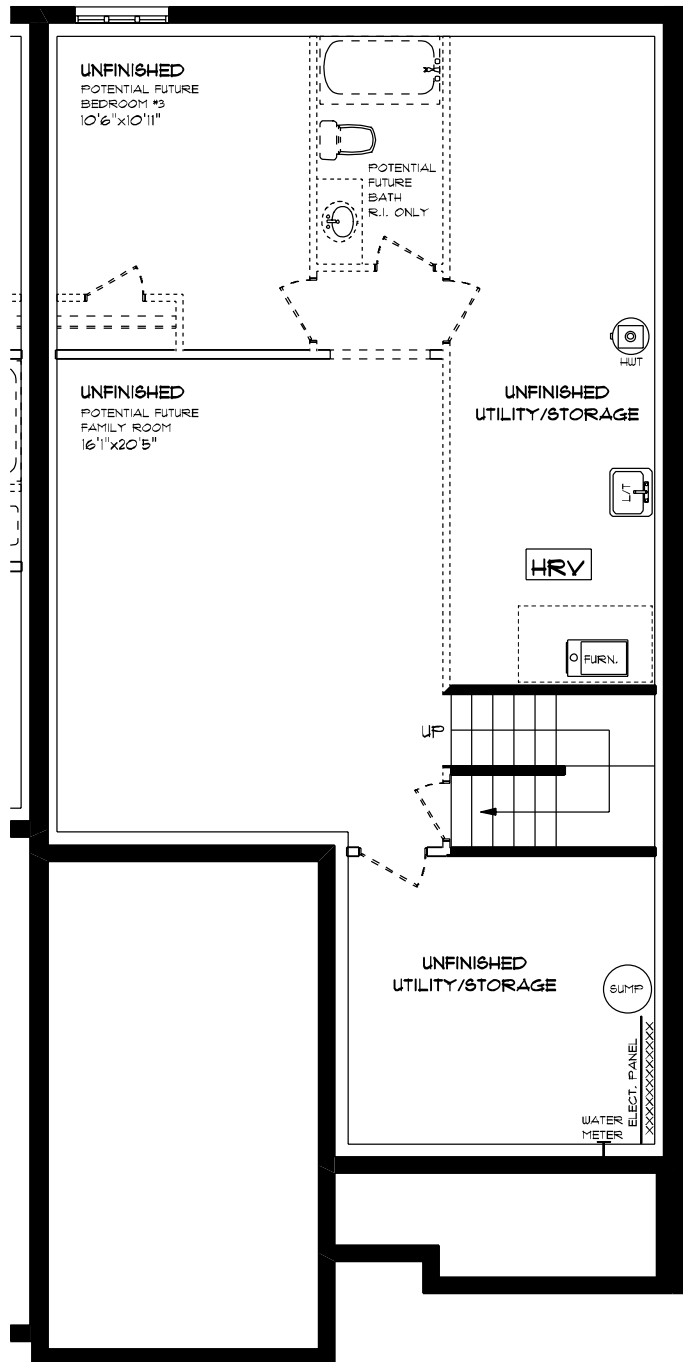 UNFINISHED
POTENTIAL FUTURE
BEDROOM #3
10'6"x10'11"
POTENTIAL
FUTURE
BATH
R.I. ONLY
HWT
UNFINISHED
POTENTIAL FUTURE
FAMILY ROOM
16'1"x20'5"
UNFINISHED
UTILITY/STORAGE
L/T
HRV
FURN.
UP
UNFINISHED
UTILITY/STORAGE
SUMP
ELECT. PANEL
WATER
METER